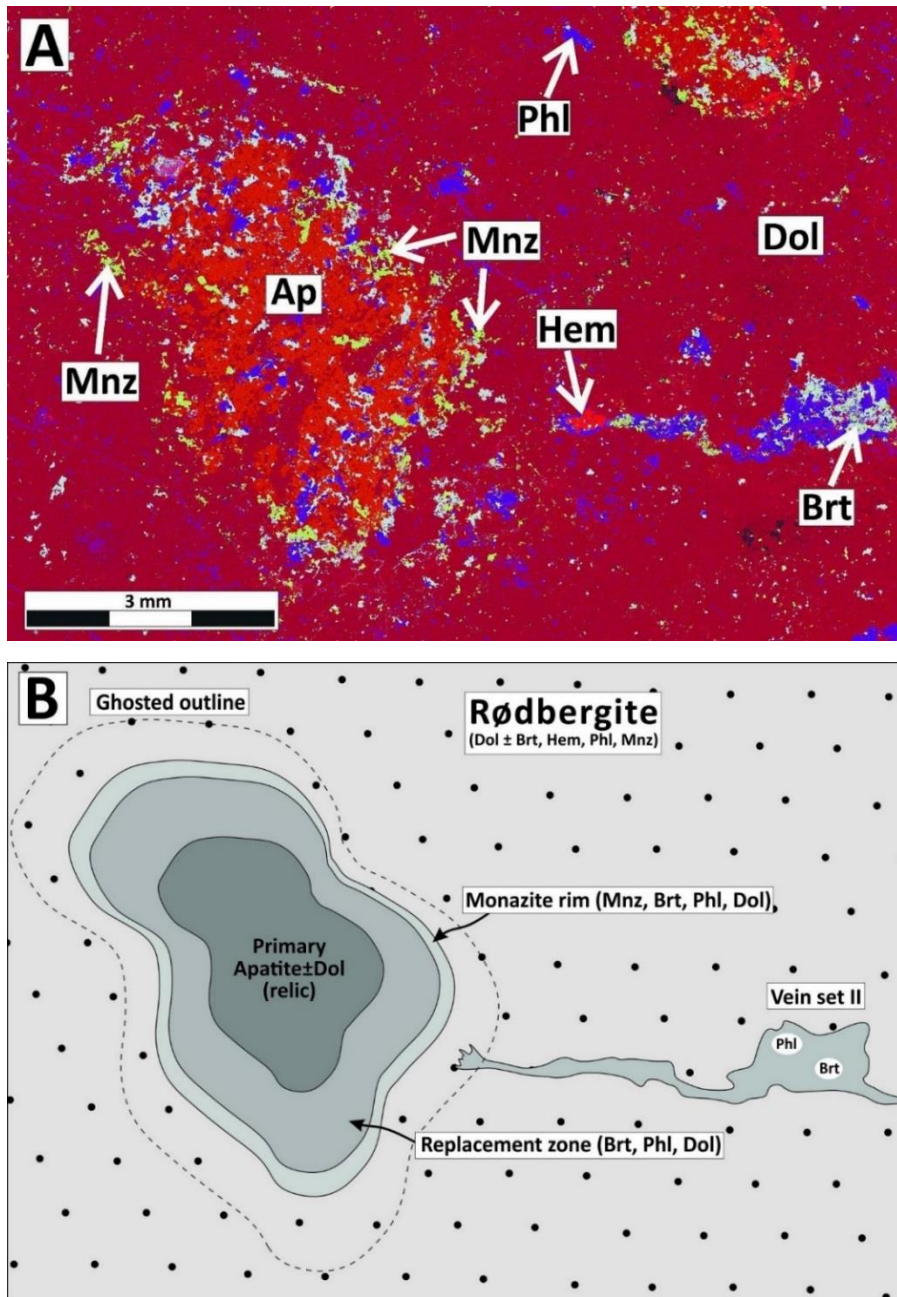 A
Phl
Mnz
Dol
Ap
Hem
Mnz
Brt
3 mm
B
Ghosted outline
Rødbergite
(Dol ± Brt, Hem, Phl, Mnz)
Monazite rim (Mnz, Brt, Phl, Dol)
Primary
Apatite±Dol
(relic)
Vein set II
Phl
Brt
Replacement zone (Brt, Phl, Dol)